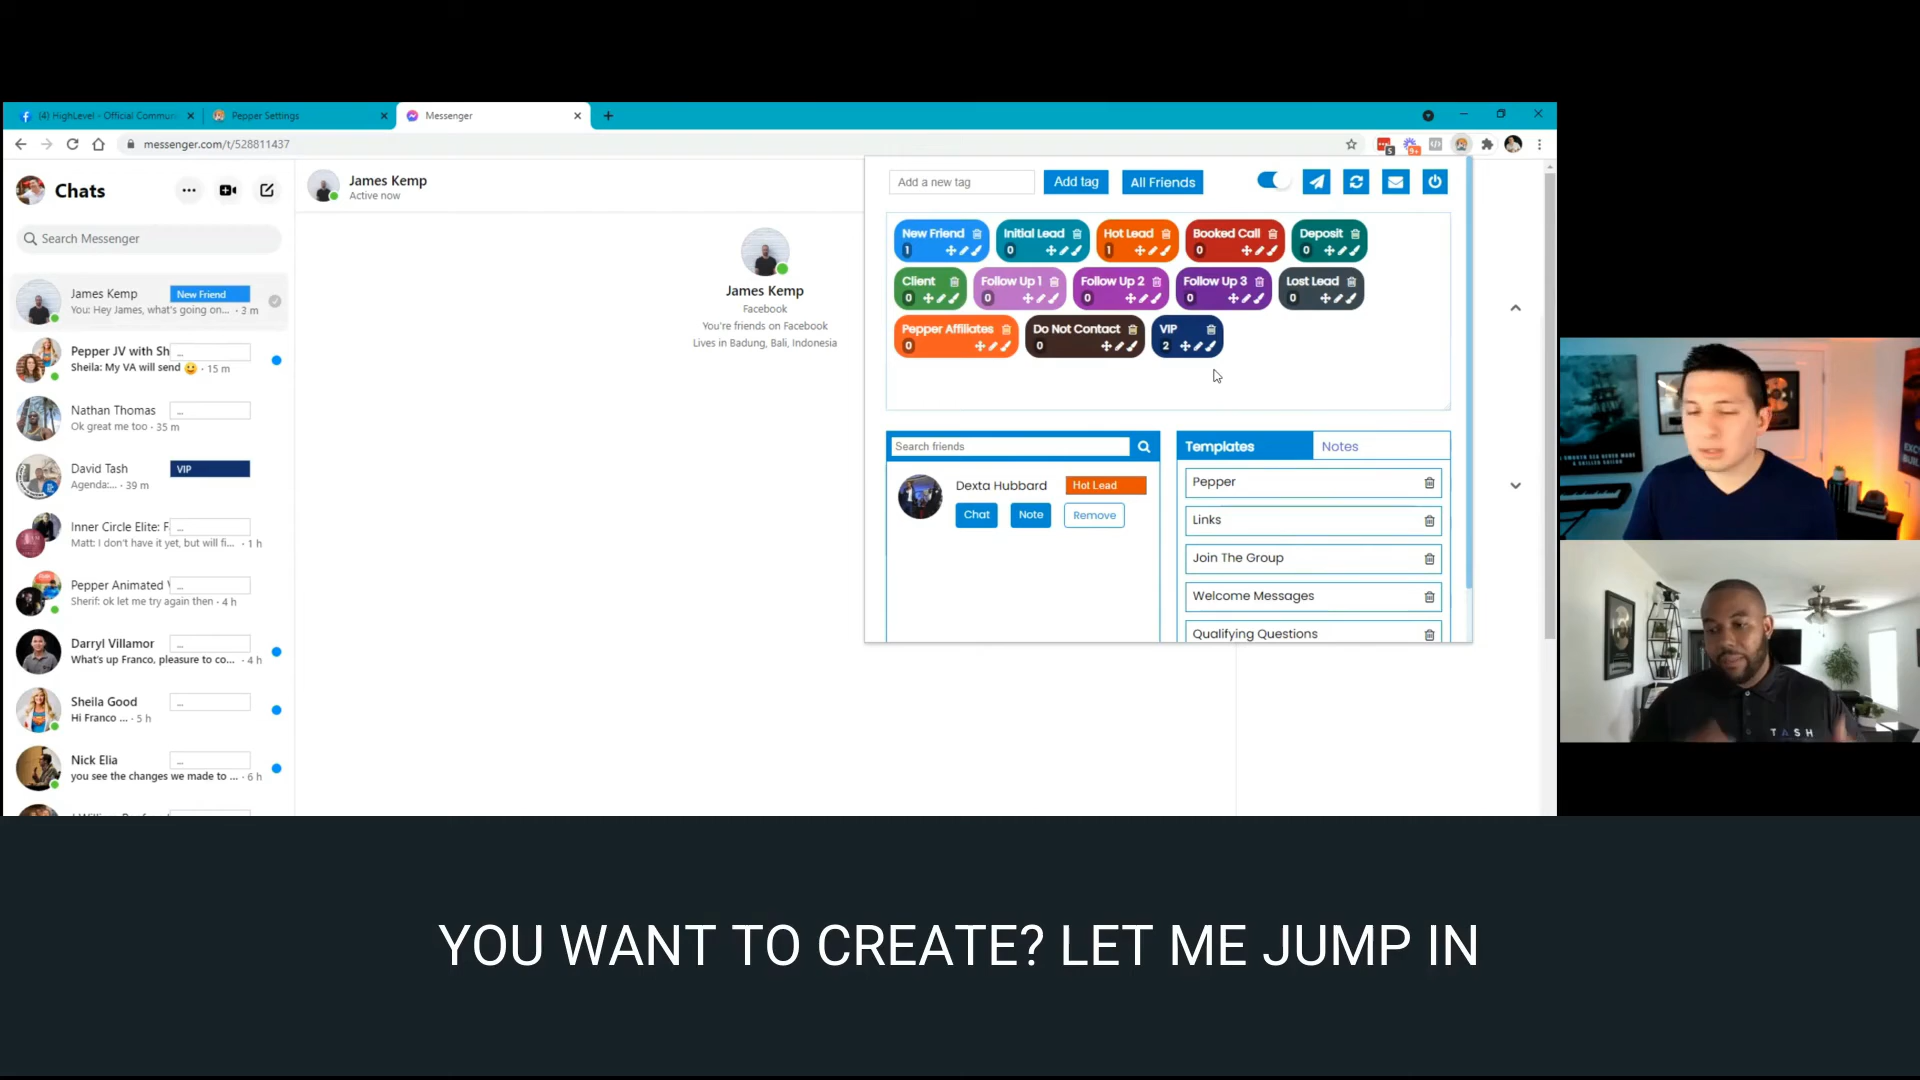 (4) HighLevel - Official Commun
Pepper Settings
Messenger
messenger.com/t/528811437
5
9+
Chats
Search Messenger
James Kemp
New Friend
You: Hey James, what's going on... · 3 m
Pepper JV with Sh
...
Sheila: My VA will send 😃 · 15 m
Nathan Thomas
...
Ok great me too · 35 m
David Tash
VIP
Agenda:... · 39 m
Inner Circle Elite: F
...
Matt: I don't have it yet, but will fi... · 1 h
Pepper Animated
...
Sherif: ok let me try again then · 4 h
Darryl Villamor
...
What's up Franco, pleasure to co... · 4 h
Sheila Good
...
Hi Franco ... · 5 h
Nick Elia
...
you see the changes we made to ... · 6 h
James Kemp
Active now
James Kemp
Facebook
You're friends on Facebook
Lives in Badung, Bali, Indonesia
Add a new tag
Add tag
All Friends
New Friend
1
Initial Lead
0
Hot Lead
1
Booked Call
0
Deposit
0
Client
0
Follow Up 1
0
Follow Up 2
0
Follow Up 3
0
Lost Lead
0
Pepper Affiliates
0
Do Not Contact
0
VIP
2
Search friends
Dexta Hubbard
Hot Lead
Chat
Note
Remove
Templates
Notes
Pepper
Links
Join The Group
Welcome Messages
Qualifying Questions
TASH
YOU WANT TO CREATE? LET ME JUMP IN